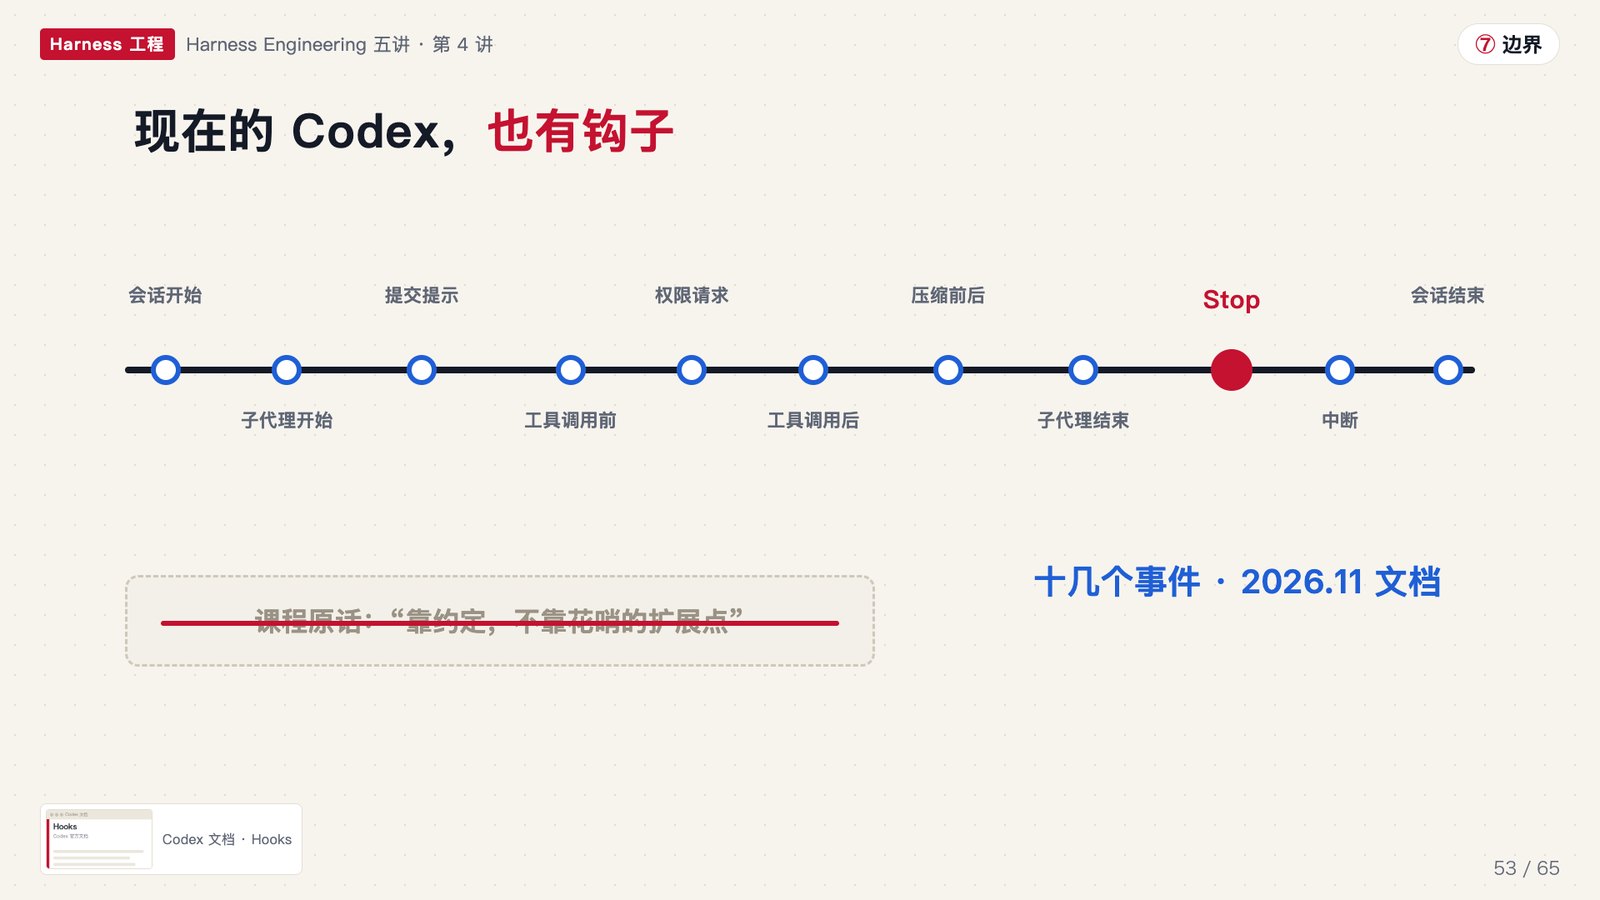 Harness 工程
Harness Engineering 五讲 · 第 4 讲
⑦ 边界
现在的 Codex，也有钩子
会话开始
提交提示
权限请求
压缩前后
Stop
会话结束
子代理开始
工具调用前
工具调用后
子代理结束
中断
课程原话：“靠约定，不靠花哨的扩展点”
十几个事件 · 2026.11 文档
Hooks
Codex 官方文档
Codex 文档 · Hooks
53 / 65